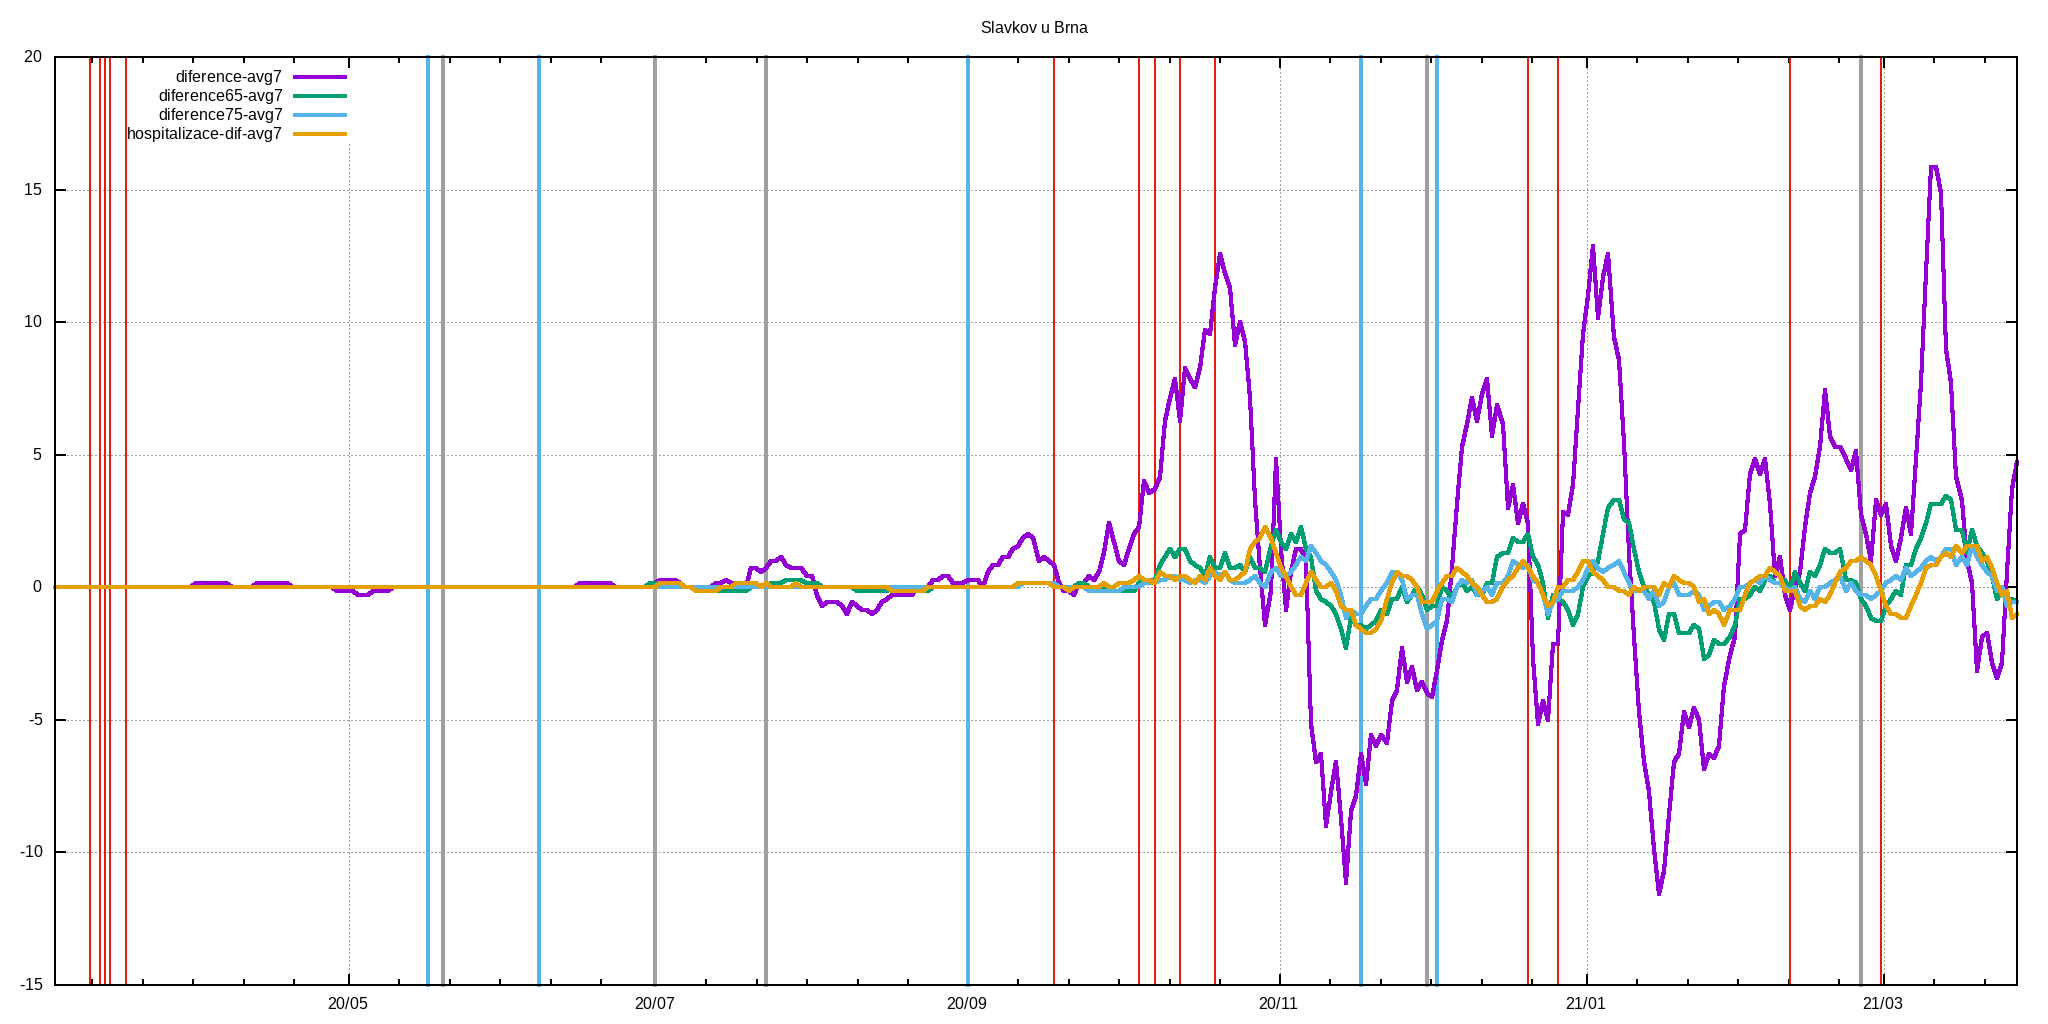 Slavkov u Brna
20
15
10
5
0
-5
-10
-15
diference-avg7
diference65-avg7
diference75-avg7
hospitalizace-dif-avg7
20/05
20/07
20/09
20/11
21/01
21/03